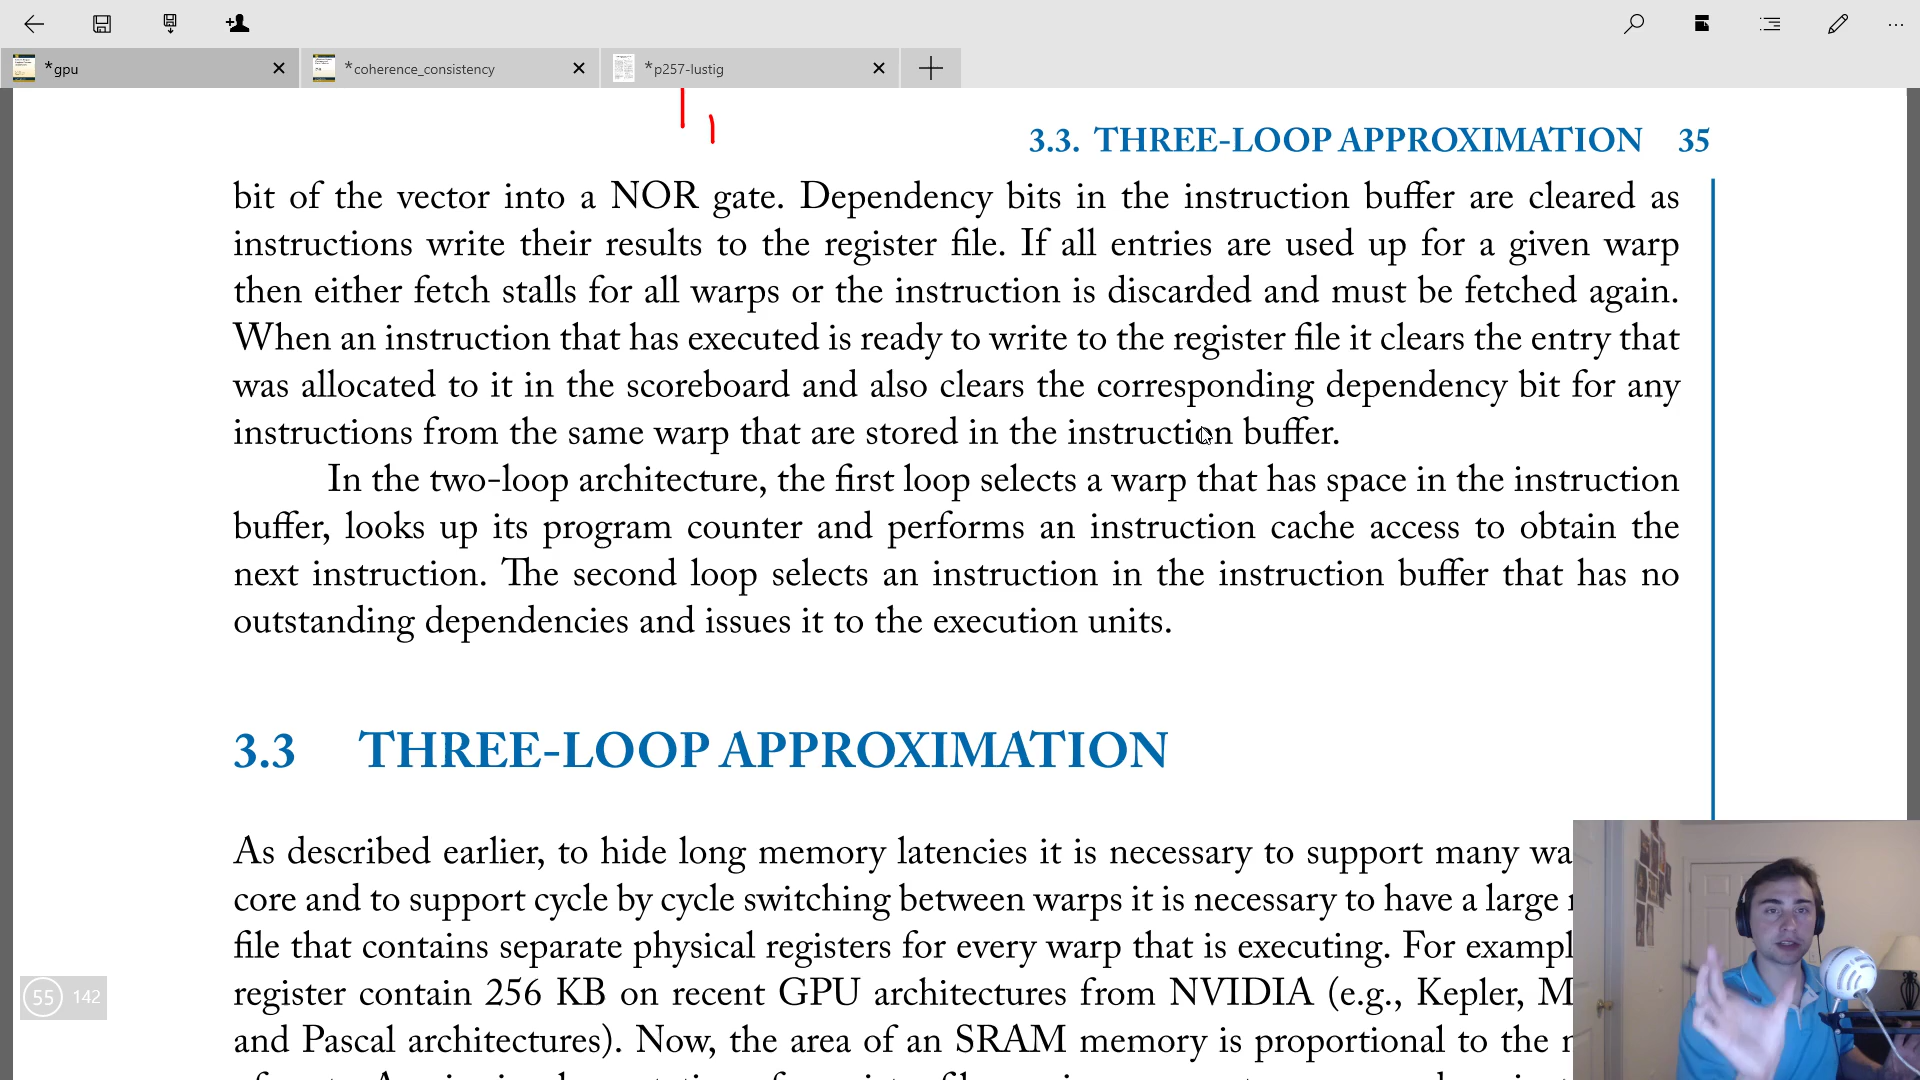 *gpu
*coherence_consistency
*p257-lustig
3.3. THREE-LOOP APPROXIMATION 35
bit of the vector into a NOR gate. Dependency bits in the instruction buffer are cleared as
instructions write their results to the register file. If all entries are used up for a given warp
then either fetch stalls for all warps or the instruction is discarded and must be fetched again.
When an instruction that has executed is ready to write to the register file it clears the entry that
was allocated to it in the scoreboard and also clears the corresponding dependency bit for any
instructions from the same warp that are stored in the instruction buffer.
In the two-loop architecture, the first loop selects a warp that has space in the instruction
buffer, looks up its program counter and performs an instruction cache access to obtain the
next instruction. The second loop selects an instruction in the instruction buffer that has no
outstanding dependencies and issues it to the execution units.
3.3 THREE-LOOP APPROXIMATION
As described earlier, to hide long memory latencies it is necessary to support many
core and to support cycle by cycle switching between warps it is necessary to have a large
file that contains separate physical registers for every warp that is executing. For
register contain 256 KB on recent GPU architectures from NVIDIA (e.g., Kepler,
and Pascal architectures). Now, the area of an SRAM memory is proportional to the
55 142